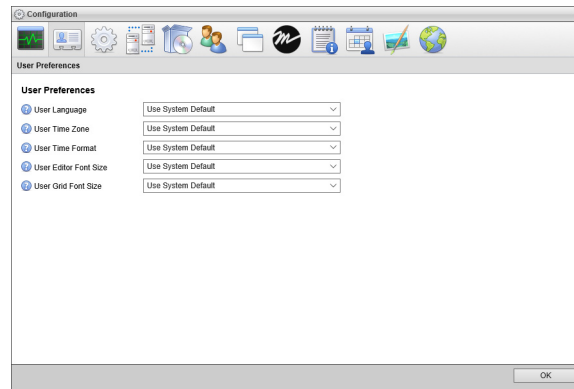 Configuration
User Preferences
User Preferences
User Language Use System Default
User Time Zone Use System Default
User Time Format Use System Default
User Editor Font Size Use System Default
User Grid Font Size Use System Default
OK